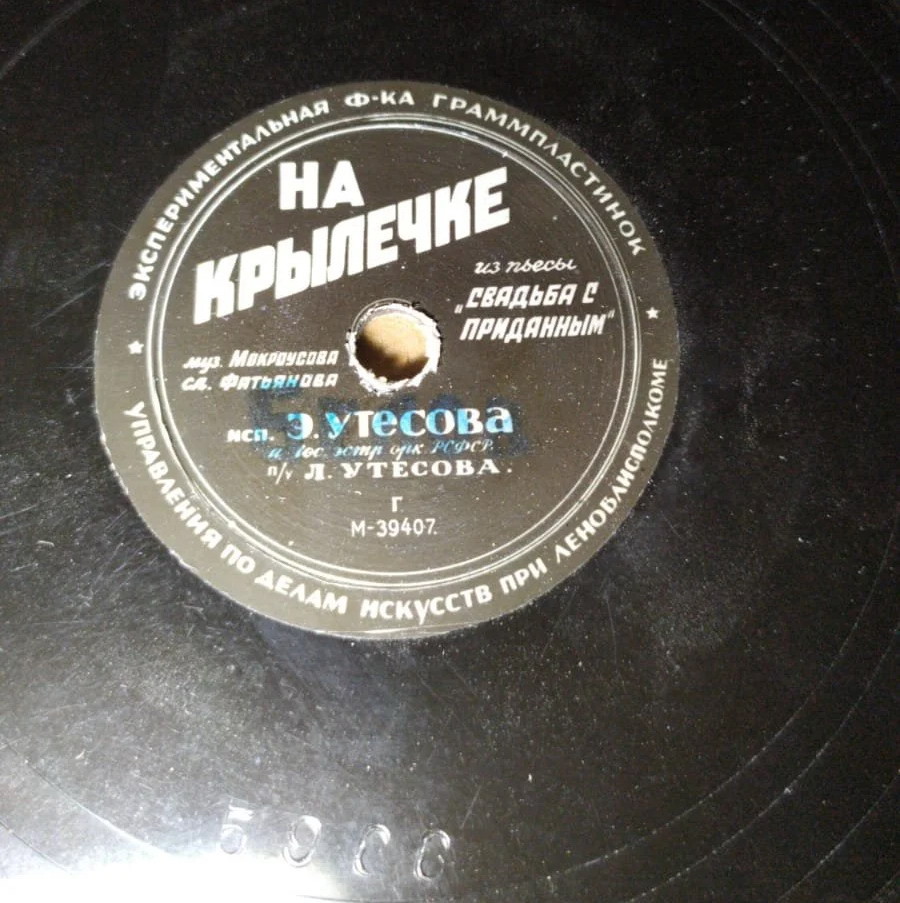 ЭКСПЕРИМЕНТАЛЬНАЯ Ф-КА ГРАММПЛАСТИНОК
НА
КРЫЛЕЧКЕ
из пьесы
„СВАДЬБА С
ПРИДАННЫМ"
муз. Мокроусова
сл. Фатьянова
исп. Э. УТЕСОВА
и Гос. эстр. орк. РСФСР.
п/у Л. УТЕСОВА.
Г
М-39407.
УПРАВЛЕНИЯ ПО ДЕЛАМ ИСКУССТВ ПРИ ЛЕНОБЛИСПОЛКОМЕ